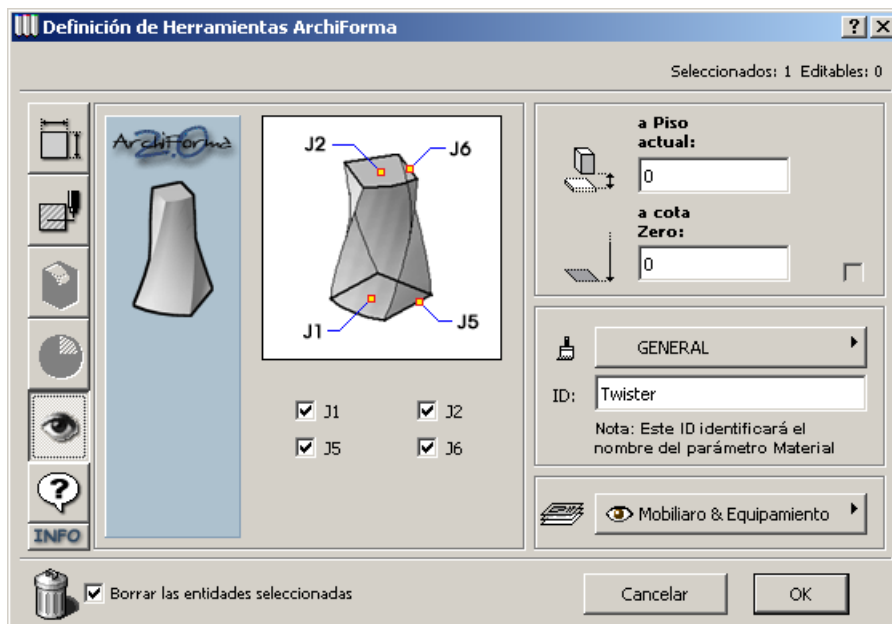 Definición de Herramientas ArchiForma
Seleccionados: 1 Editables: 0
ArchiForma
2.0
J2
J6
J1
J5
J1
J2
J5
J6
a Piso
actual:
0
a cota
Zero:
0
GENERAL
ID:
Twister
Nota: Este ID identificará el
nombre del parámetro Material
Mobiliaro & Equipamiento
INFO
Borrar las entidades seleccionadas
Cancelar
OK